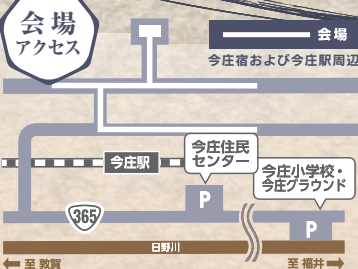 会場
アクセス
会場
今庄宿および今庄駅周辺
今庄住民
センター
今庄駅
今庄小学校・
今庄グラウンド
P
365
P
日野川
至 敦賀
至 福井